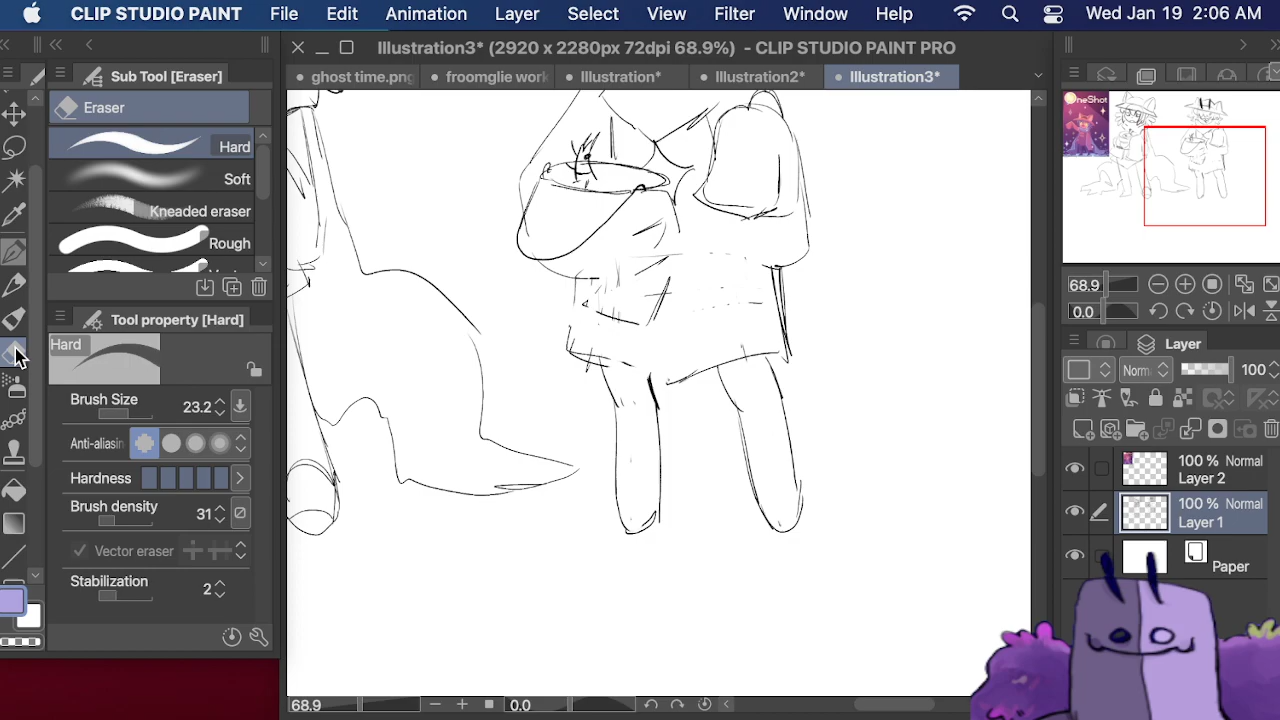 CLIP STUDIO PAINT File Edit Animation Layer Select View Filter Window Help Wed Jan 19 2:06 AM
Illustration3* (2920 x 2280px 72dpi 68.9%) - CLIP STUDIO PAINT PRO
Sub Tool [Eraser]
ghost time.png
froomglie work
Illustration*
Illustration2*
Illustration3*
Eraser
Hard
Soft
Kneaded eraser
Rough
OneShot
Tool property [Hard]
Hard
Brush Size 23.2
Anti-aliasin
Hardness
Brush density 31
Vector eraser
Stabilization 2
68.9
0.0
Layer
Norm 100
100 % Normal
Layer 2
100 % Normal
Layer 1
Paper
68.9 0.0